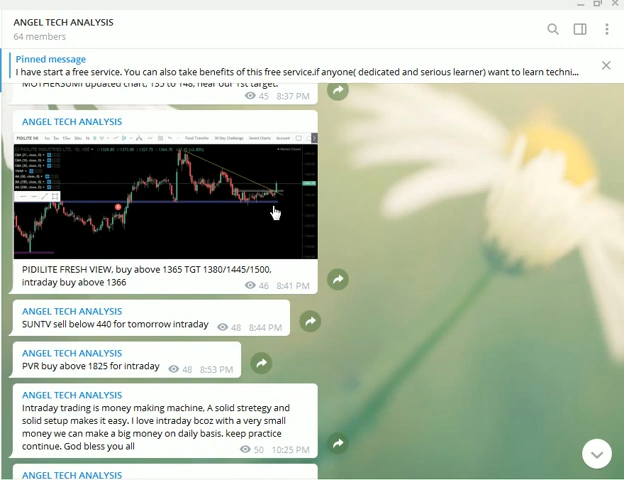 ANGEL TECH ANALYSIS
64 members
Pinned message
I have start a free service. You can also take benefits of this free service.if anyone( dedicated and serious learner) want to learn techni...
MOTHERSUMI updated chart, 155 to 148, near our 1st target.
45 8:37 PM
ANGEL TECH ANALYSIS
PIDILITE FRESH VIEW, buy above 1365 TGT 1380/1445/1500,
intraday buy above 1366
46 8:41 PM
ANGEL TECH ANALYSIS
SUNTV sell below 440 for tomorrow intraday
48 8:44 PM
ANGEL TECH ANALYSIS
PVR buy above 1825 for intraday
48 8:53 PM
ANGEL TECH ANALYSIS
Intraday trading is money making machine, A solid stretegy and
solid setup makes it easy. I love intraday bcoz with a very small
money we can make a big money on daily basis. keep practice
continue. God bless you all
50 10:25 PM
ANGEL TECH ANALYSIS